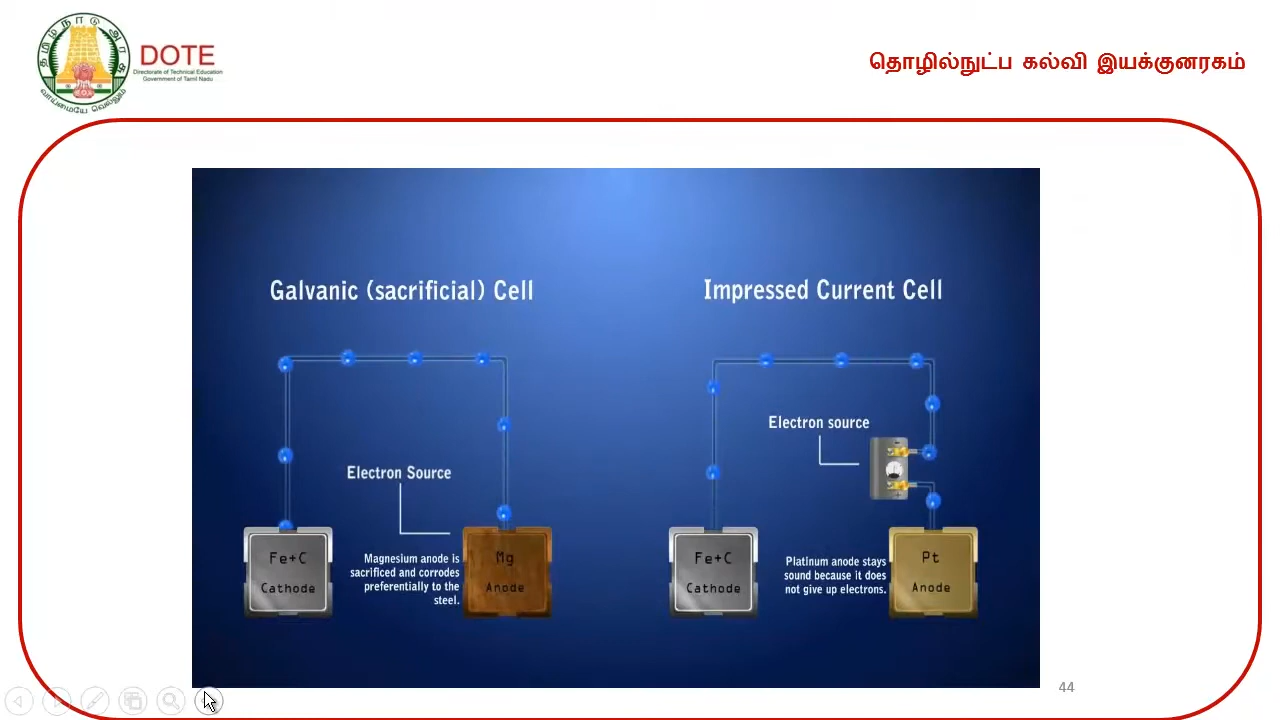 தமிழ்நாடு அரசு
வாய்மையே வெல்லும்
DOTE
Directorate of Technical Education
Government of Tamil Nadu
தொழில்நுட்ப கல்வி இயக்குனரகம்
Galvanic (sacrificial) Cell
Impressed Current Cell
Electron source
Electron Source
Fe+C
Cathode
Magnesium anode is
sacrificed and corrodes
preferentially to the
steel.
Mg
Anode
Fe+C
Cathode
Platinum anode stays
sound because it does
not give up electrons.
Pt
Anode
44